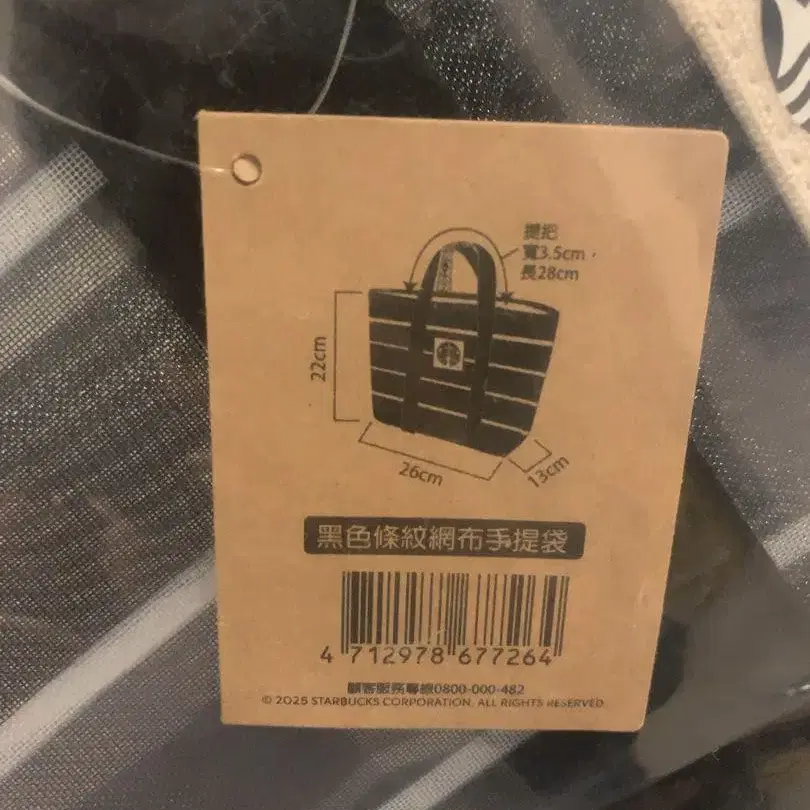 提把
寬3.5cm,
長28cm
22cm
26cm
13cm
黑色條紋網布手提袋
4 712978 677264
顧客服務專線0800-000-482
© 2025 STARBUCKS CORPORATION. ALL RIGHTS RESERVED.